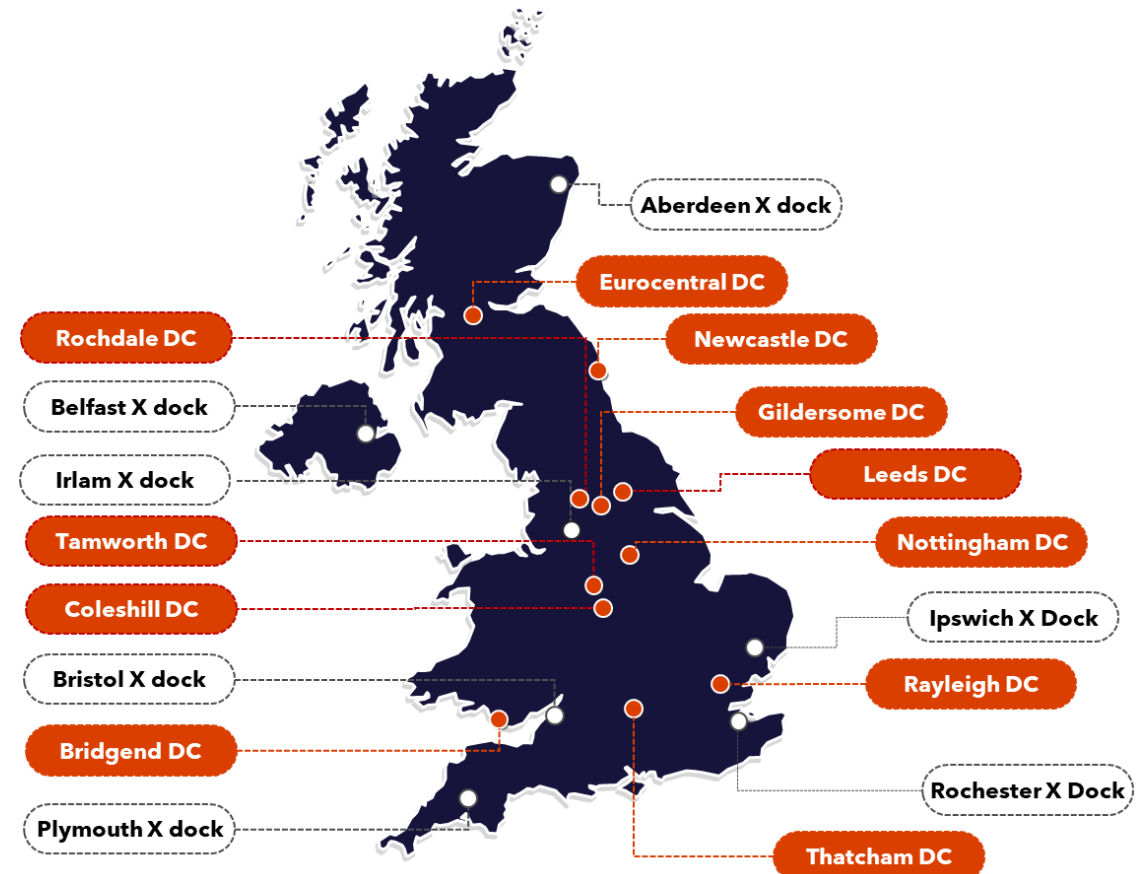 Aberdeen X dock
Eurocentral DC
Rochdale DC
Newcastle DC
Belfast X dock
Gildersome DC
Irlam X dock
Leeds DC
Tamworth DC
Nottingham DC
Coleshill DC
Ipswich X Dock
Bristol X dock
Rayleigh DC
Bridgend DC
Rochester X Dock
Plymouth X dock
Thatcham DC